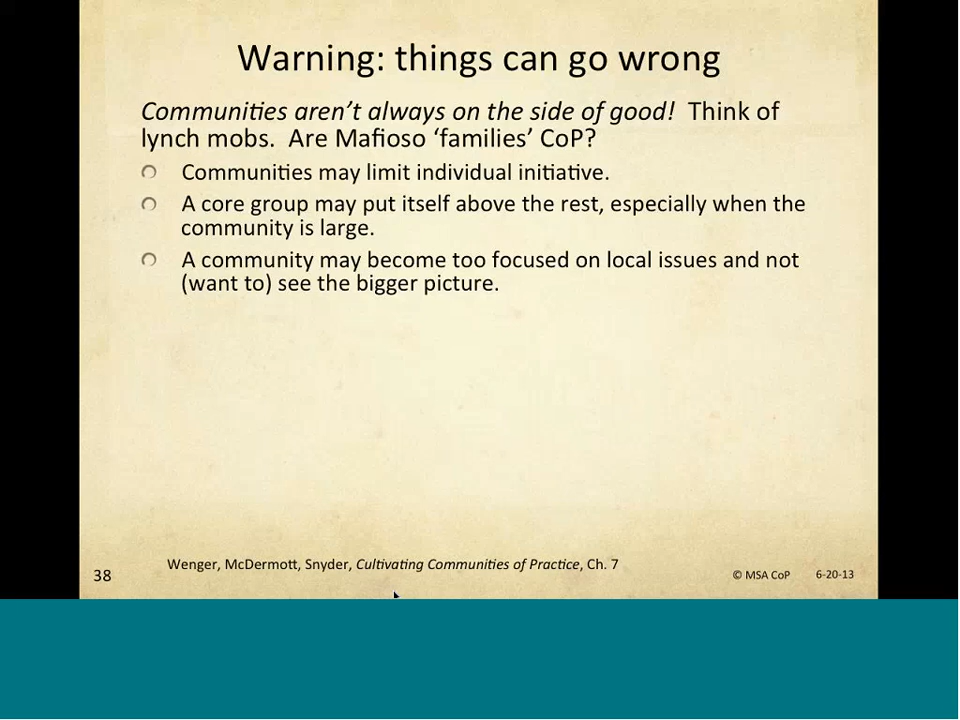 Warning: things can go wrong
Communities aren’t always on the side of good!  Think of
lynch mobs.  Are Mafioso ‘families’ CoP?
Communities may limit individual initiative.
A core group may put itself above the rest, especially when the
community is large.
A community may become too focused on local issues and not
(want to) see the bigger picture.
Wenger, McDermott, Snyder, Cultivating Communities of Practice, Ch. 7
38
© MSA CoP
6-20-13